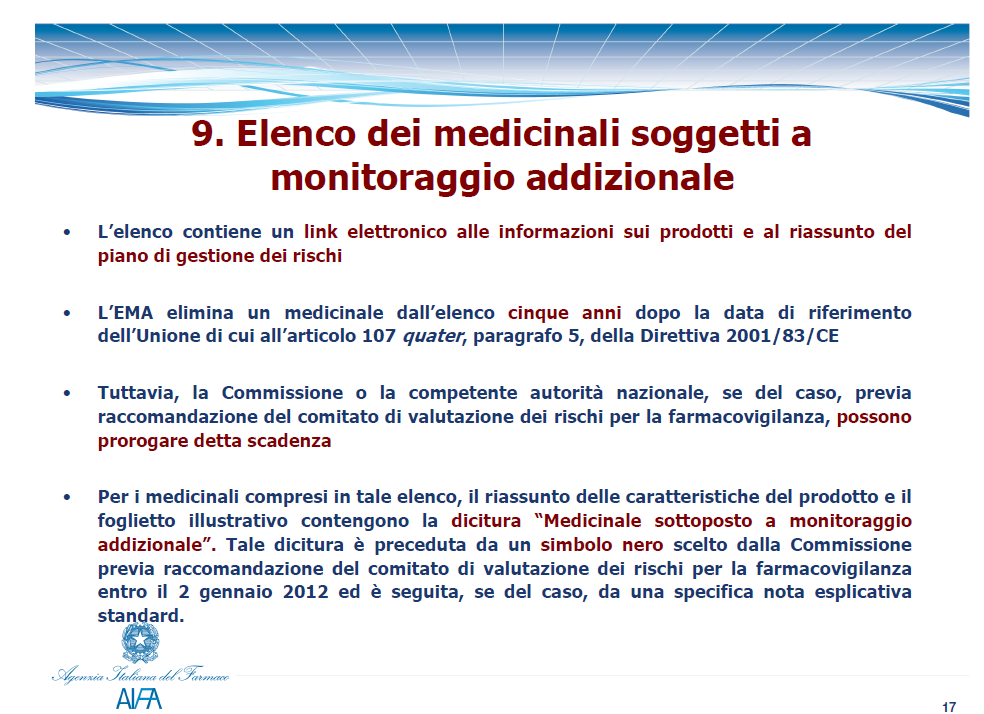 9. Elenco dei medicinali soggetti a
monitoraggio addizionale
• L’elenco contiene un link elettronico alle informazioni sui prodotti e al riassunto del
piano di gestione dei rischi
• L’EMA elimina un medicinale dall’elenco cinque anni dopo la data di riferimento
dell’Unione di cui all’articolo 107 quater, paragrafo 5, della Direttiva 2001/83/CE
• Tuttavia, la Commissione o la competente autorità nazionale, se del caso, previa
raccomandazione del comitato di valutazione dei rischi per la farmacovigilanza, possono
prorogare detta scadenza
• Per i medicinali compresi in tale elenco, il riassunto delle caratteristiche del prodotto e il
foglietto illustrativo contengono la dicitura “Medicinale sottoposto a monitoraggio
addizionale”. Tale dicitura è preceduta da un simbolo nero scelto dalla Commissione
previa raccomandazione del comitato di valutazione dei rischi per la farmacovigilanza
entro il 2 gennaio 2012 ed è seguita, se del caso, da una specifica nota esplicativa
standard.
Agenzia Italiana del Farmaco
AIFA
17